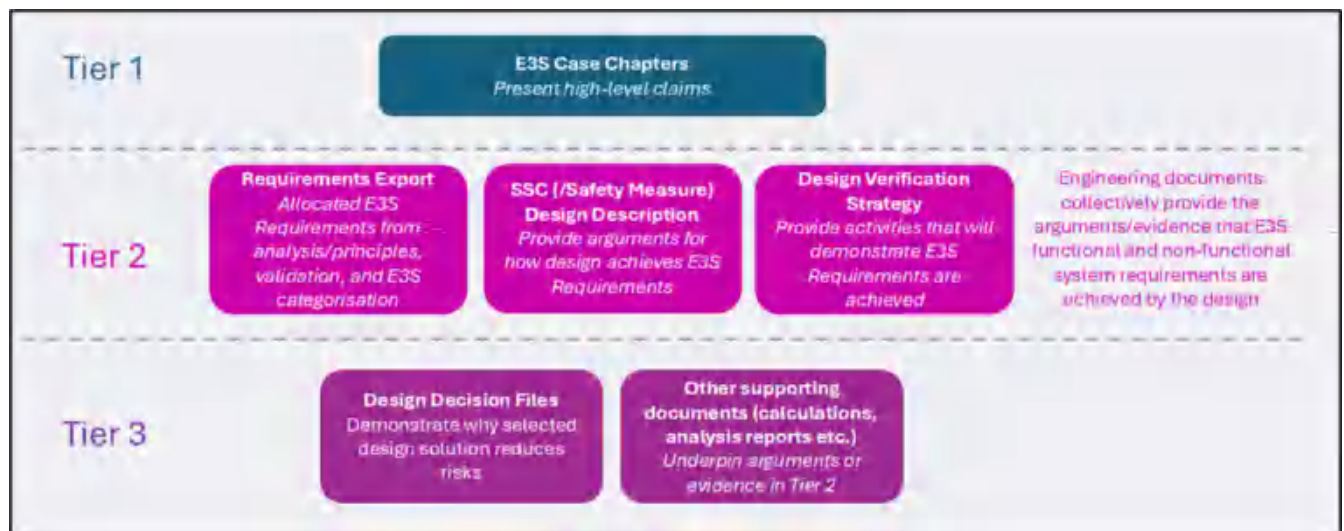 Tier 1
E3S Case Chapters
Present high-level claims
Tier 2
Requirements Export
Allocated E3S
Requirements from
analysis/principles,
validation, and E3S
categorisation
SSC (/Safety Measure)
Design Description
Provide arguments for
how design achieves E3S
Requirements
Design Verification
Strategy
Provide activities that will
demonstrate E3S
Requirements are
achieved
Engineering documents
collectively provide the
arguments/evidence that E3S
functional and non-functional
system requirements are
achieved by the design
Tier 3
Design Decision Files
Demonstrate why selected
design solution reduces
risks
Other supporting
documents (calculations,
analysis reports etc.)
Underpin arguments or
evidence in Tier 2